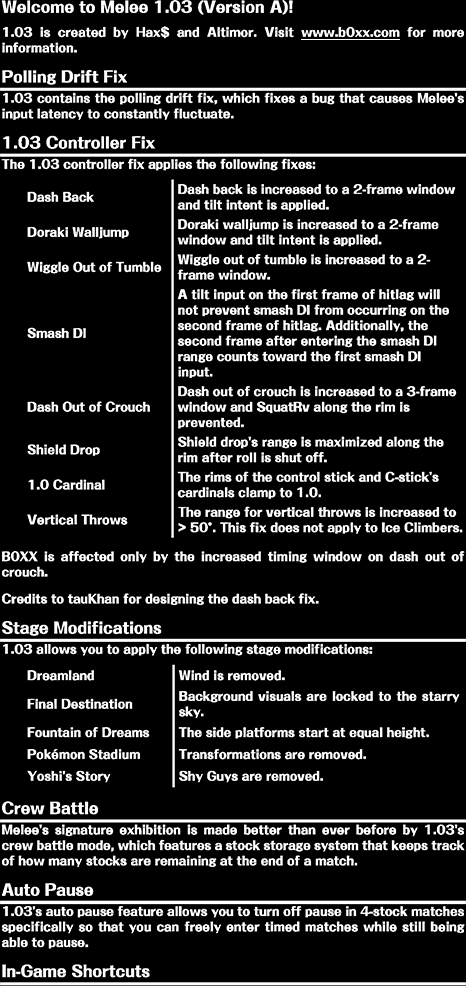 Welcome to Melee 1.03 (Version A)!
1.03 is created by Hax$ and Altimor. Visit www.b0xx.com for more
information.
Polling Drift Fix
1.03 contains the polling drift fix, which fixes a bug that causes Melee's
input latency to constantly fluctuate.
1.03 Controller Fix
The 1.03 controller fix applies the following fixes:
Dash Back
Dash back is increased to a 2-frame window
and tilt intent is applied.
Doraki Walljump
Doraki walljump is increased to a 2-frame
window and tilt intent is applied.
Wiggle Out of Tumble
Wiggle out of tumble is increased to a 2-
frame window.
Smash DI
A tilt input on the first frame of hitlag will
not prevent smash DI from occurring on the
second frame of hitlag. Additionally, the
second frame after entering the smash DI
range counts toward the first smash DI
input.
Dash Out of Crouch
Dash out of crouch is increased to a 3-frame
window and SquatRv along the rim is
prevented.
Shield Drop
Shield drop's range is maximized along the
rim after roll is shut off.
1.0 Cardinal
The rims of the control stick and C-stick's
cardinals clamp to 1.0.
Vertical Throws
The range for vertical throws is increased to
> 50°. This fix does not apply to Ice Climbers.
B0XX is affected only by the increased timing window on dash out of
crouch.
Credits to tauKhan for designing the dash back fix.
Stage Modifications
1.03 allows you to apply the following stage modifications:
Dreamland
Wind is removed.
Final Destination
Background visuals are locked to the starry
sky.
Fountain of Dreams
The side platforms start at equal height.
Pokémon Stadium
Transformations are removed.
Yoshi's Story
Shy Guys are removed.
Crew Battle
Melee's signature exhibition is made better than ever before by 1.03's
crew battle mode, which features a stock storage system that keeps track
of how many stocks are remaining at the end of a match.
Auto Pause
1.03's auto pause feature allows you to turn off pause in 4-stock matches
specifically so that you can freely enter timed matches while still being
able to pause.
In-Game Shortcuts